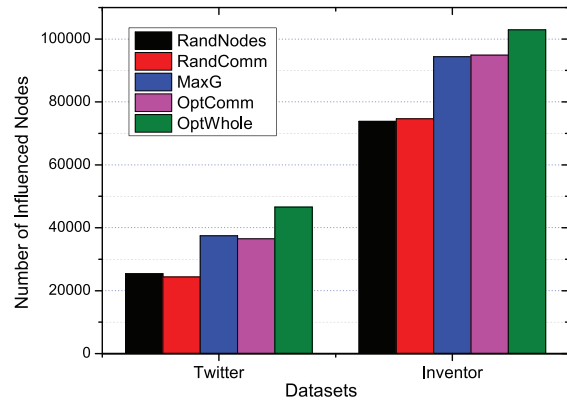 Number of Influenced Nodes
100000
80000
60000
40000
20000
0
RandNodes
RandComm
MaxG
OptComm
OptWhole
Twitter
Inventor
Datasets